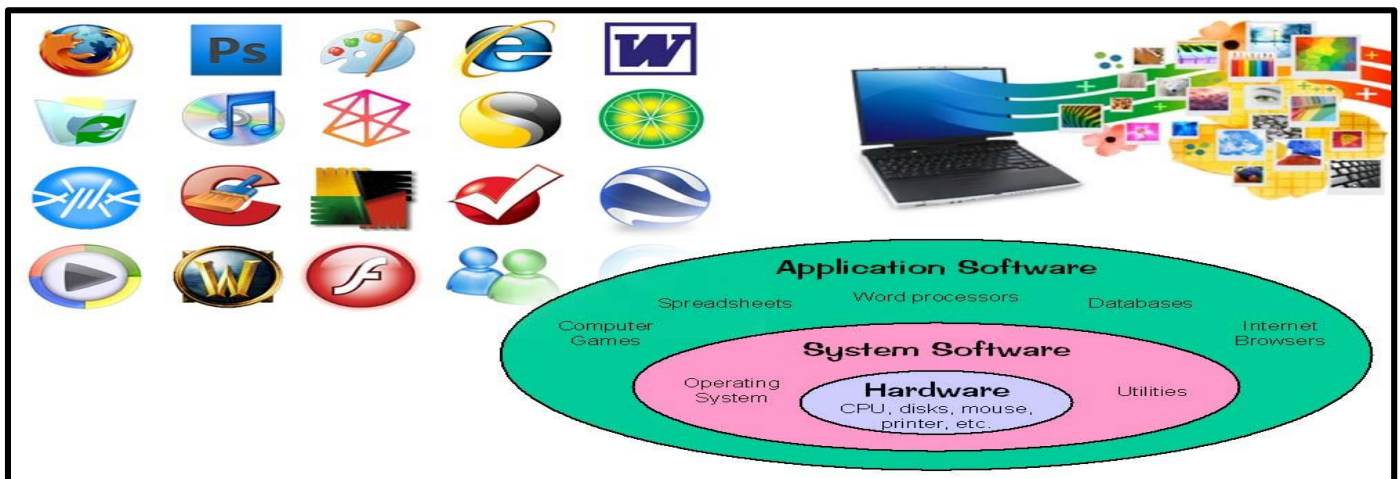 Ps
W
W
Application Software
Spreadsheets Word processors Databases
Computer
Games
Internet
Browsers
System Software
Operating
System
Utilities
Hardware
CPU, disks, mouse,
printer, etc.